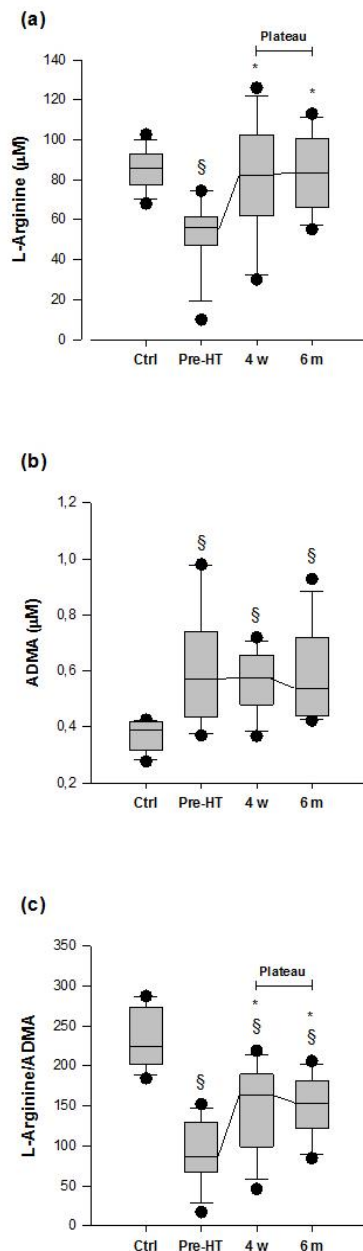 (a)
Plateau
* *
140
120
100
80
60
40
20
0
L-Arginine (µM)
§
Ctrl Pre-HT 4 w 6 m
(b)
1,2
1,0
0,8
0,6
0,4
0,2
ADMA (µM)
§ § §
Ctrl Pre-HT 4 w 6 m
(c)
350
300
250
200
150
100
50
0
L-Arginine/ADMA
Plateau
* *
§ § §
Ctrl Pre-HT 4 w 6 m